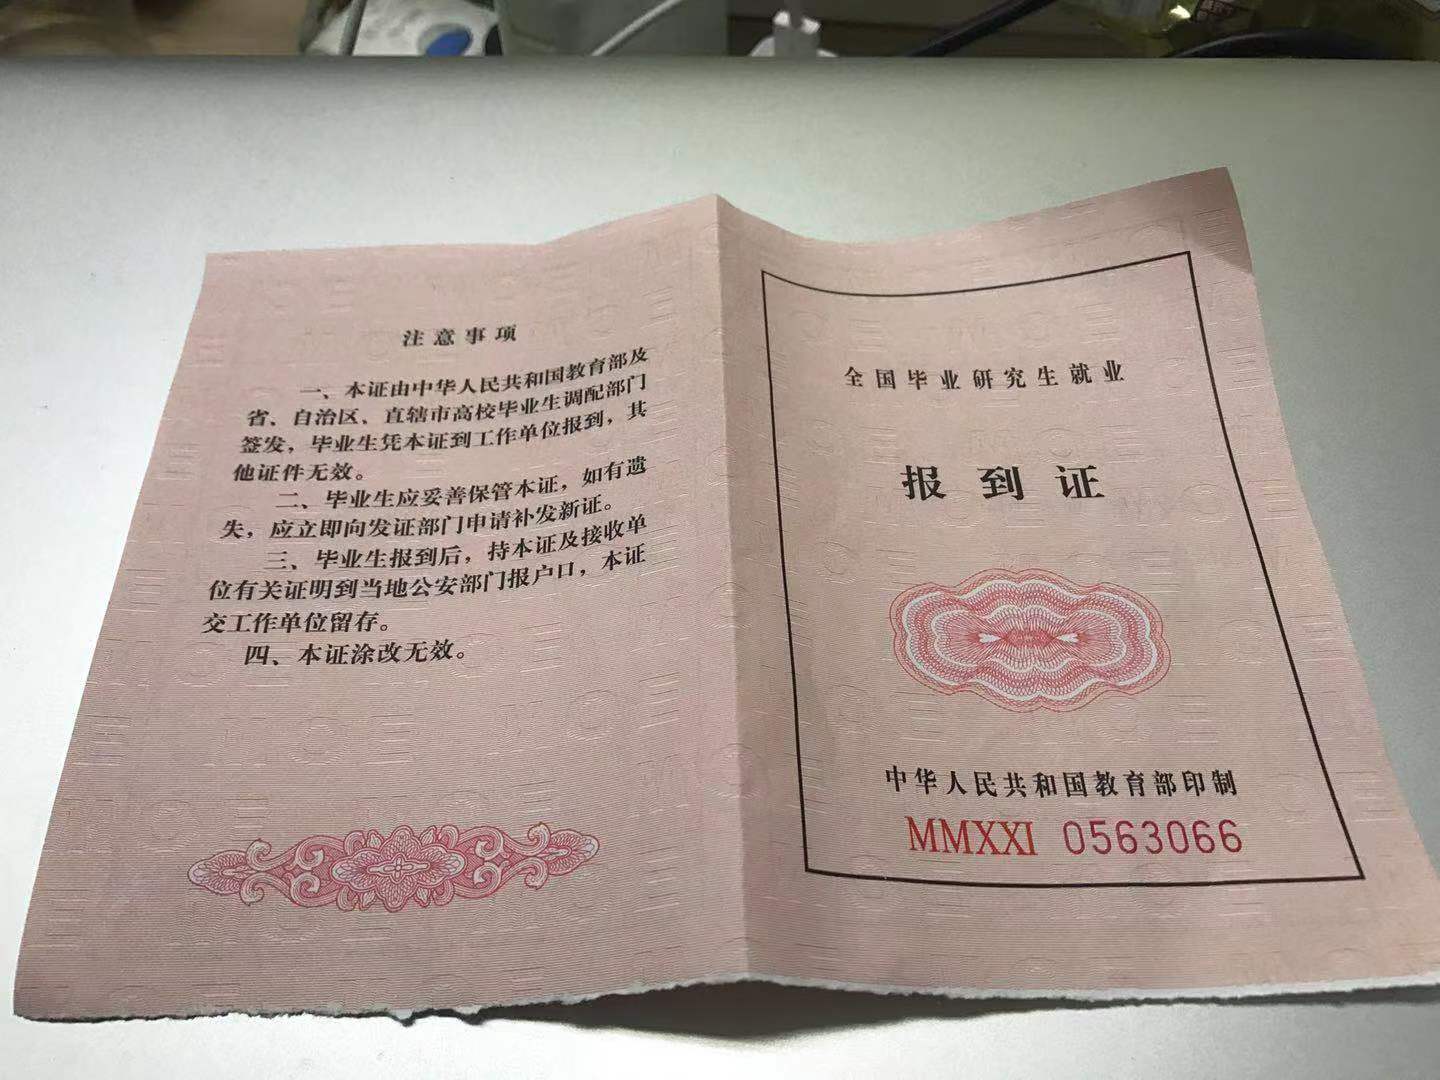 注意事项
一、本证由中华人民共和国教育部及
省、自治区、直辖市高校毕业生调配部门
签发，毕业生凭本证到工作单位报到，其
他证件无效。
二、毕业生应妥善保管本证，如有遗
失，应立即向发证部门申请补发新证。
三、毕业生报到后，持本证及接收单
位有关证明到当地公安部门报户口，本证
交工作单位留存。
四、本证涂改无效。
全国毕业研究生就业
报到证
中华人民共和国教育部印制
MMXXI 0563066